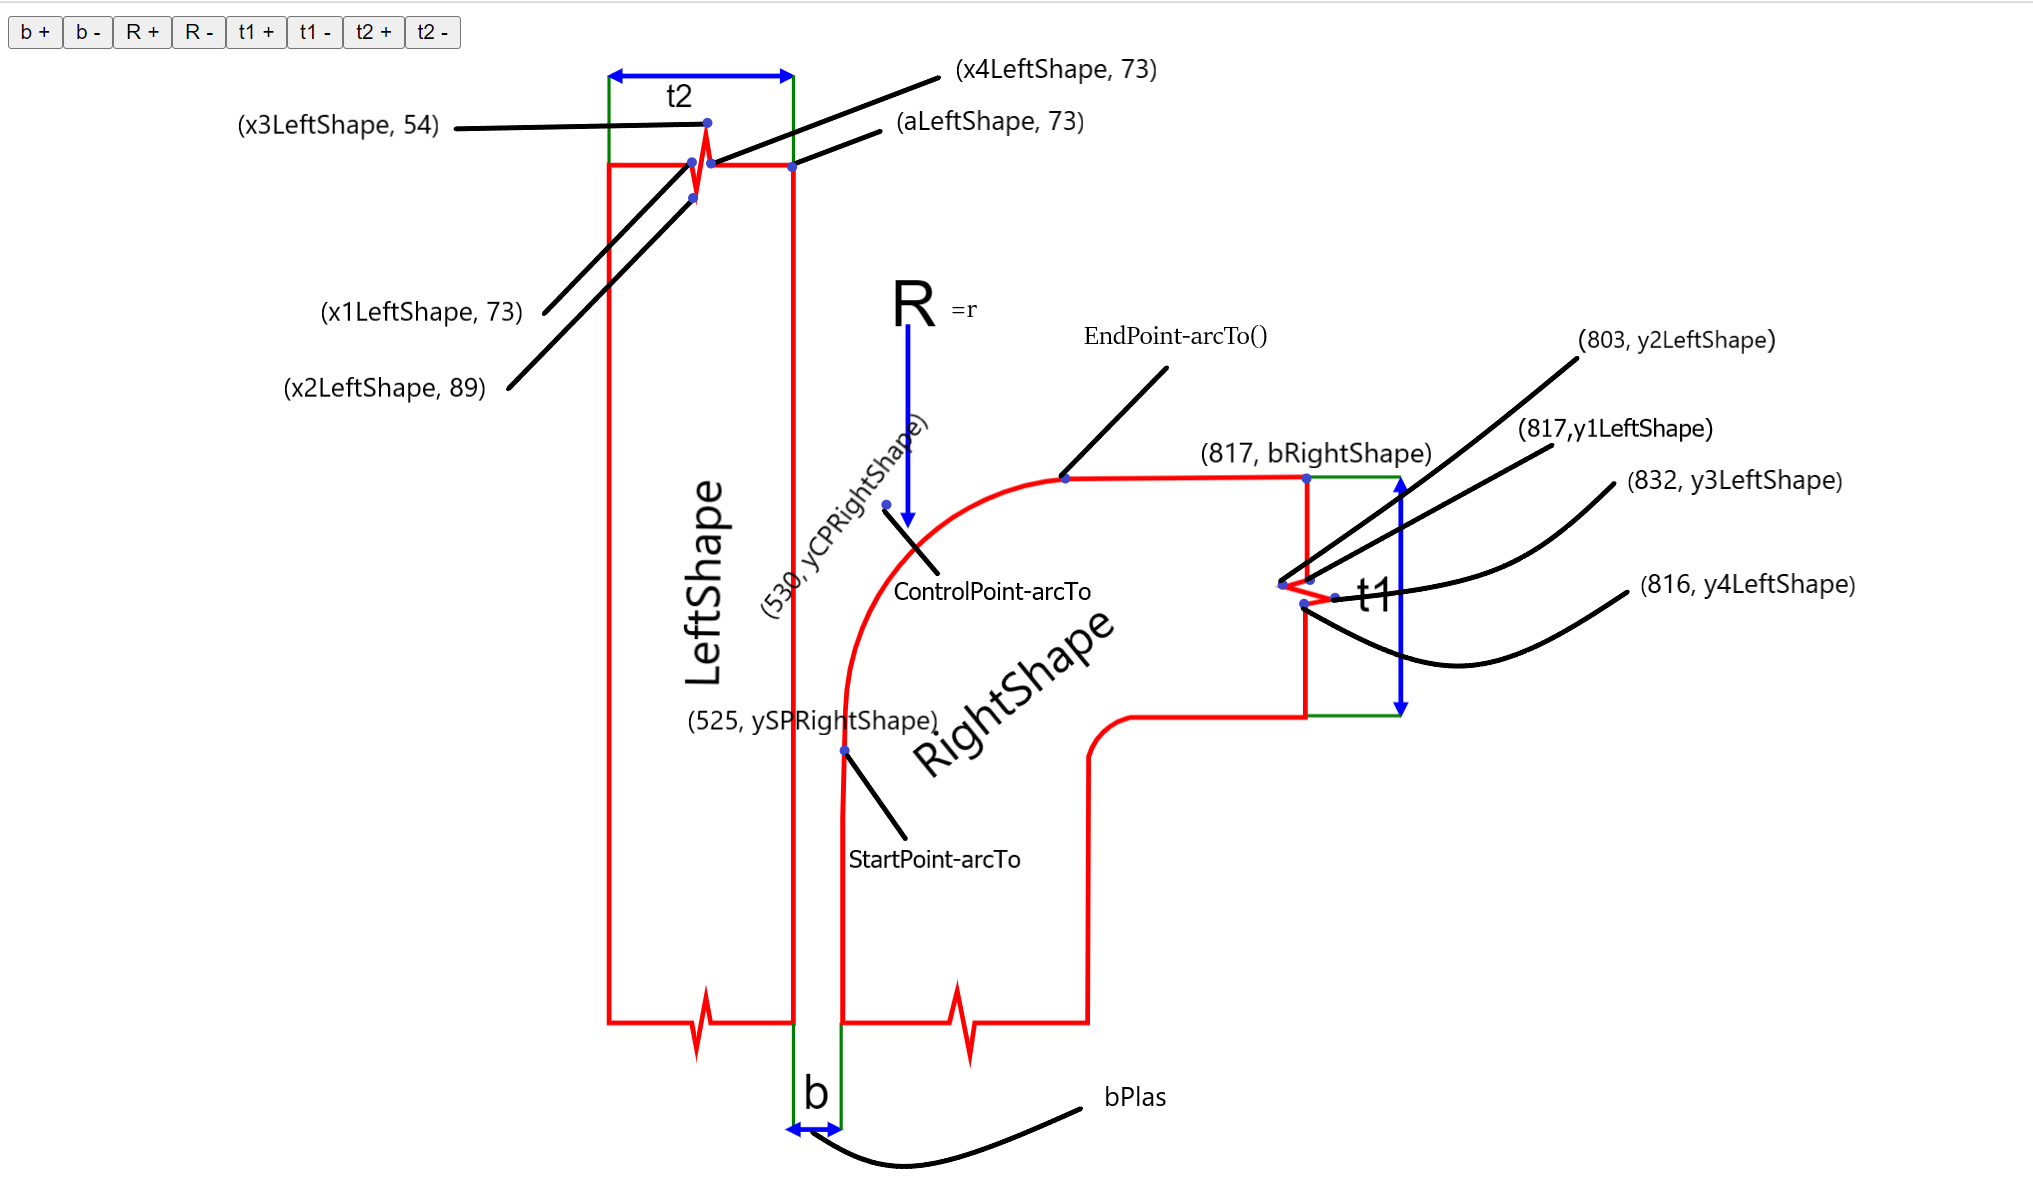 b + b - R + R - t1 + t1 - t2 + t2 -
(x4LeftShape, 73)
t2
(x3LeftShape, 54)
(aLeftShape, 73)
(x1LeftShape, 73)
R =r
EndPoint-arcTo()
(803, y2LeftShape)
(x2LeftShape, 89)
(817,y1LeftShape)
(817, bRightShape)
(832, y3LeftShape)
(530, yCPRightShape)
LeftShape
ControlPoint-arcTo
t1
(816, y4LeftShape)
RightShape
(525, ySPRightShape)
StartPoint-arcTo
b
bPlas